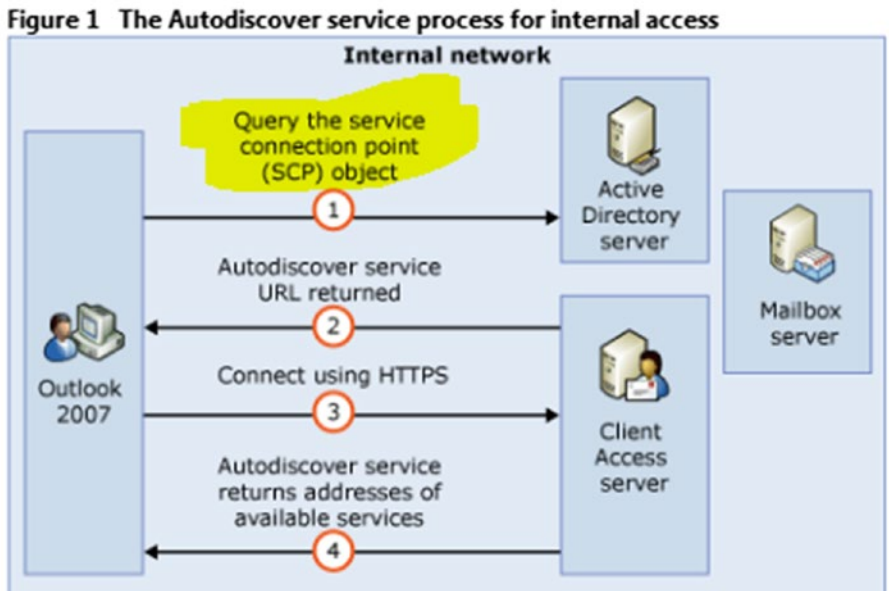 Figure 1 The Autodiscover service process for internal access
Internal network
Query the service
connection point
(SCP) object
1
Active
Directory
server
Autodiscover service
URL returned
2
Mailbox
server
Outlook
2007
Connect using HTTPS
3
Client
Access
server
Autodiscover service
returns addresses of
available services
4